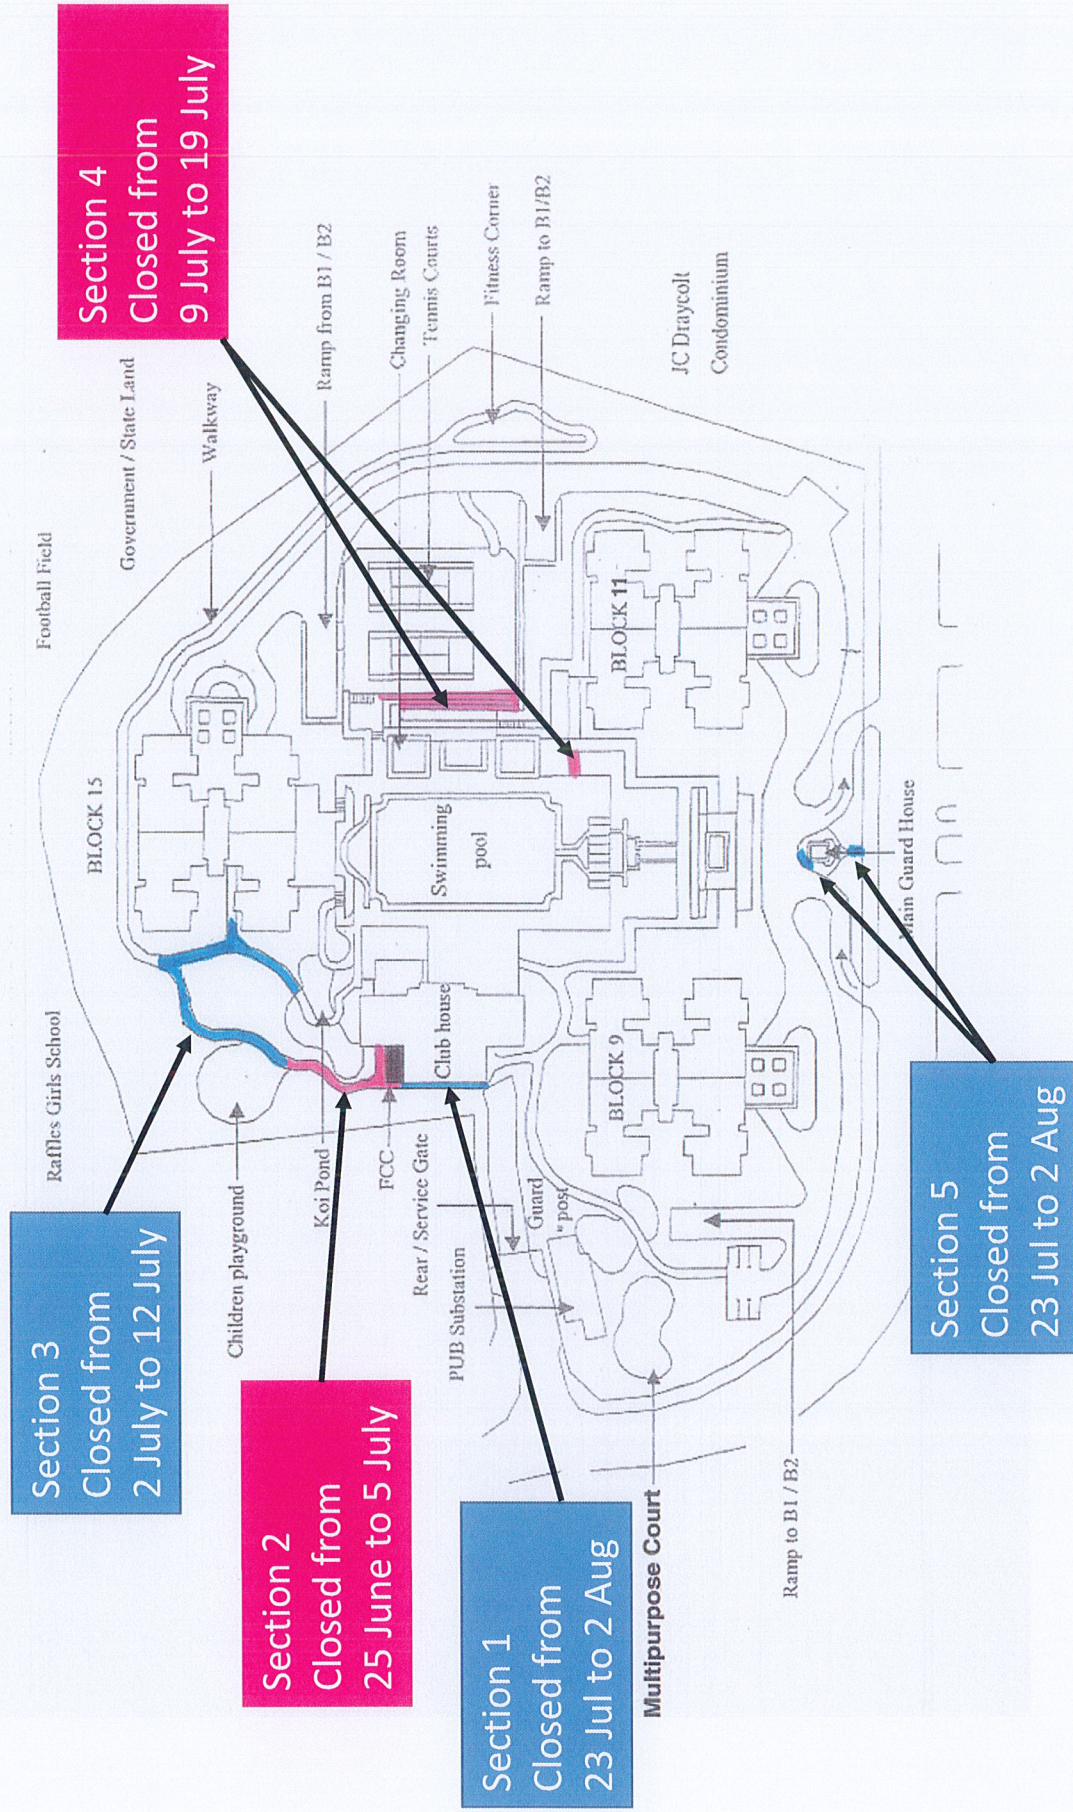 Section 3
Closed from
2 July to 12 July
Section 2
Closed from
25 June to 5 July
Section 1
Closed from
23 Jul to 2 Aug
Section 4
Closed from
9 July to 19 July
Section 5
Closed from
23 Jul to 2 Aug
Football Field
Raffles Girls School
Government / State Land
BLOCK 15
Walkway
Children playground
Koi Pond
Ramp from B1 / B2
FCC
Changing Room
Tennis Courts
Swimming
pool
Club house
Rear / Service Gate
Fitness Corner
PUB Substation
Guard
post
Ramp to B1/B2
BLOCK 9
BLOCK 11
Multipurpose Court
JC Draycolt
Condominium
Ramp to B1 / B2
Main Guard House